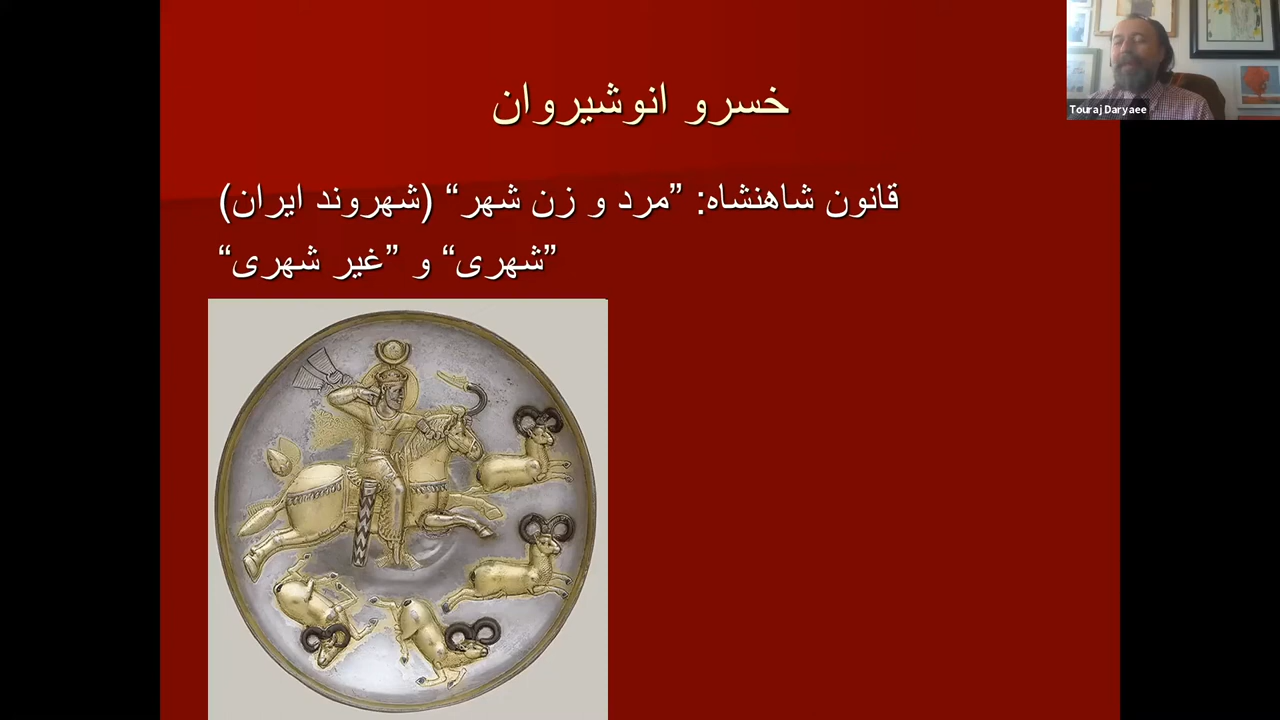 خسرو انوشیروان
قانون شاهنشاه: ”مرد و زن شهر“ (شهروند ایران)
”شهری“ و ”غیر شهری“
Touraj Daryaee